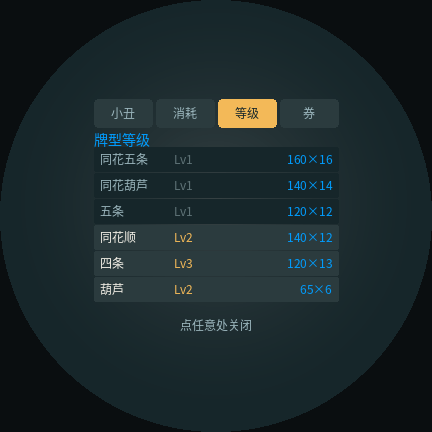 小丑 消耗 等级 券
牌型等级
同花五条 Lv1 160×16
同花葫芦 Lv1 140×14
五条 Lv1 120×12
同花顺 Lv2 140×12
四条 Lv3 120×13
葫芦 Lv2 65×6
点任意处关闭